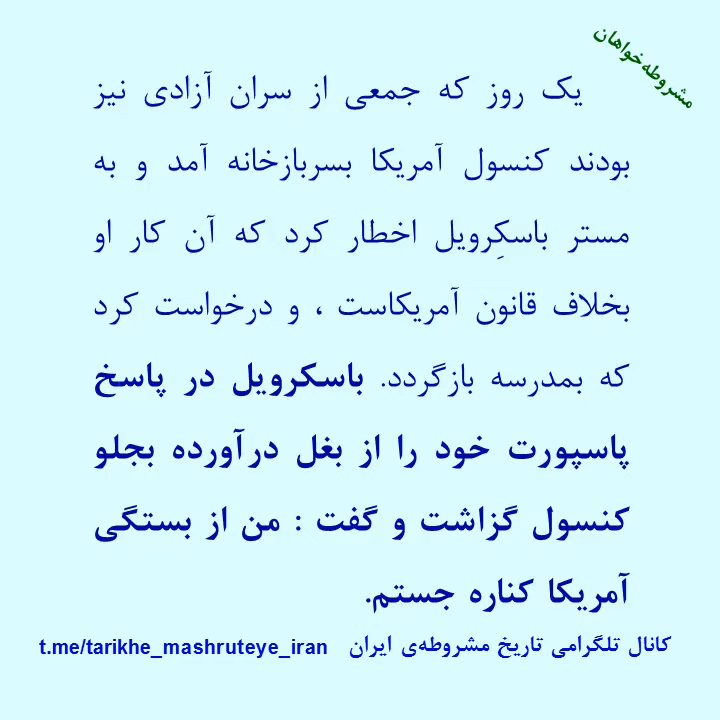 مشروطه‌خواهان
یک روز که جمعی از سران آزادی نیز
بودند کنسول آمریکا بسربازخانه آمد و به
مستر باسکِرویل اخطار کرد که آن کار او
بخلاف قانون آمریکاست ، و درخواست کرد
که بمدرسه بازگردد. باسکرویل در پاسخ
پاسپورت خود را از بغل درآورده بجلو
کنسول گزاشت و گفت : من از بستگی
آمریکا کناره جستم.
کانال تلگرامی تاریخ مشروطه‌ی ایران t.me/tarikhe_mashruteye_iran